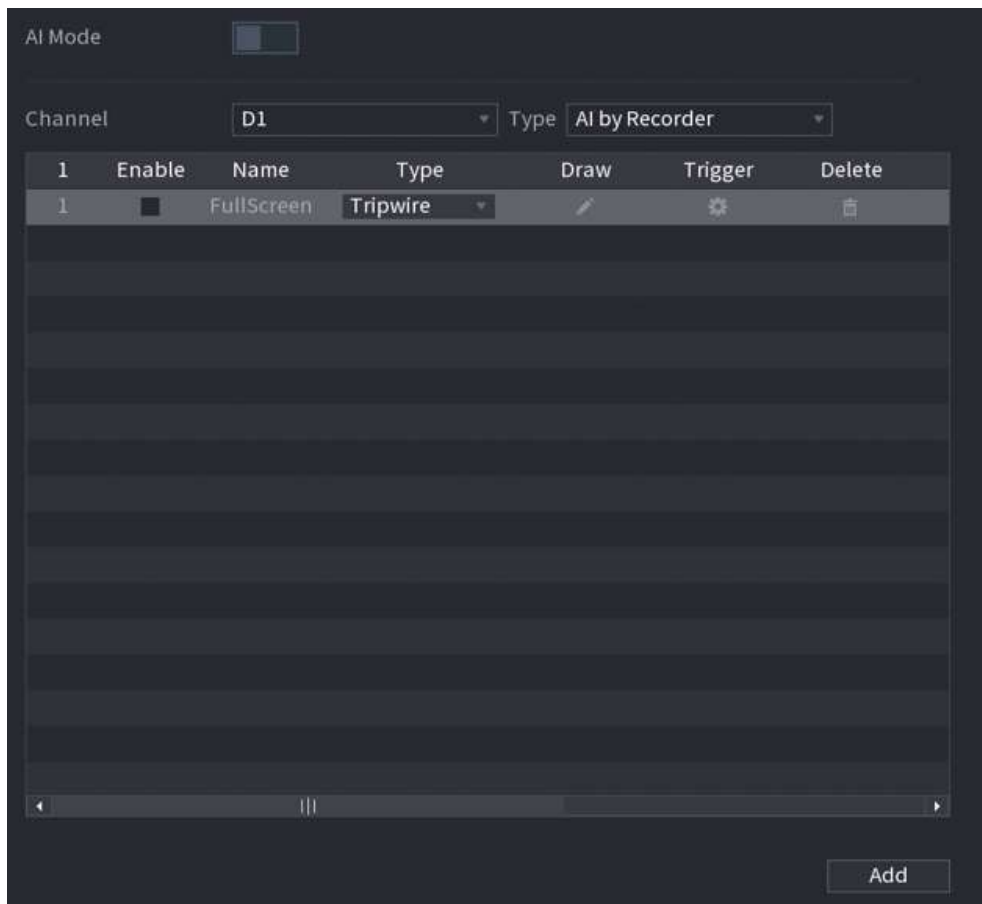 AI Mode
Channel D1 Type AI by Recorder
1 Enable Name Type Draw Trigger Delete
1 FullScreen Tripwire
Add